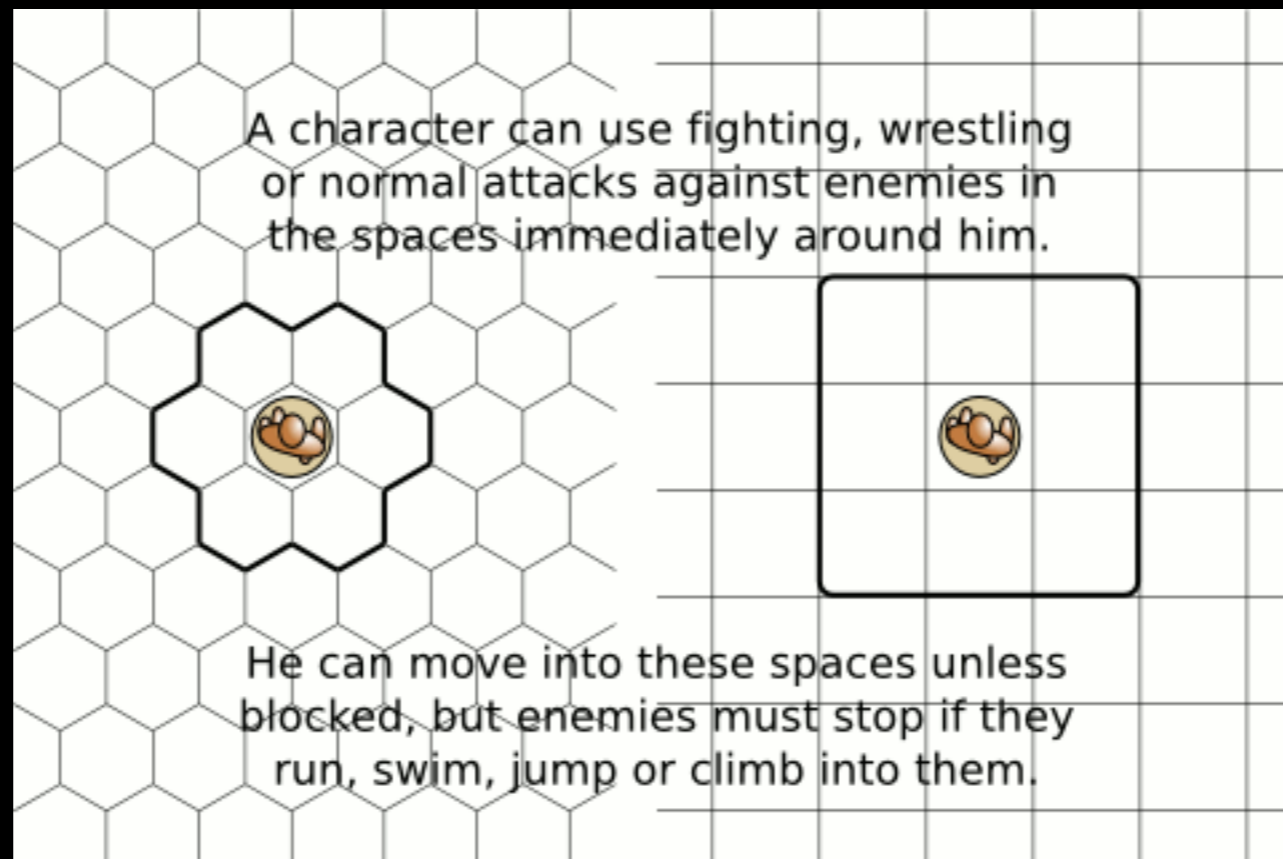 A character can use fighting, wrestling
or normal attacks against enemies in
the spaces immediately around him.
He can move into these spaces unless
blocked, but enemies must stop if they
run, swim, jump or climb into them.